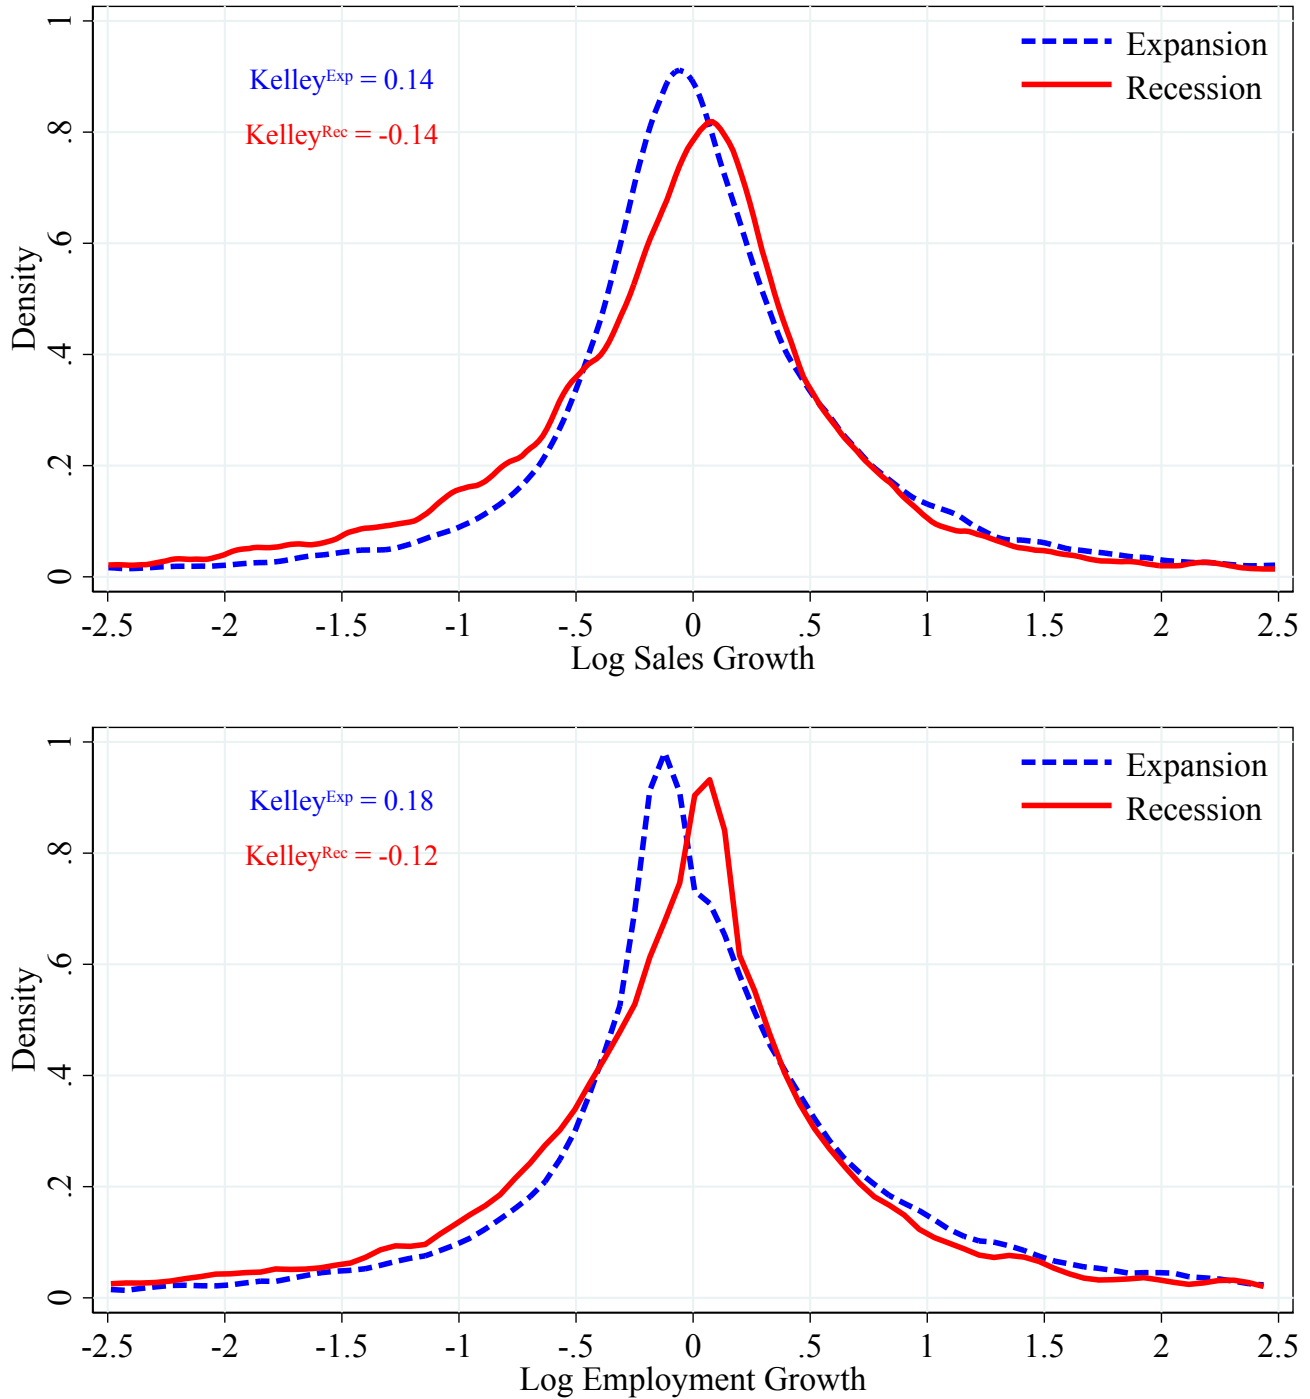 1
Expansion
Kelley^Exp = 0.14
Recession
Kelley^Rec = -0.14
.8
.6
Density
.4
.2
0
-2.5 -2 -1.5 -1 -.5 0 .5 1 1.5 2 2.5
Log Sales Growth
1
Expansion
Kelley^Exp = 0.18
Recession
Kelley^Rec = -0.12
.8
.6
Density
.4
.2
0
-2.5 -2 -1.5 -1 -.5 0 .5 1 1.5 2 2.5
Log Employment Growth